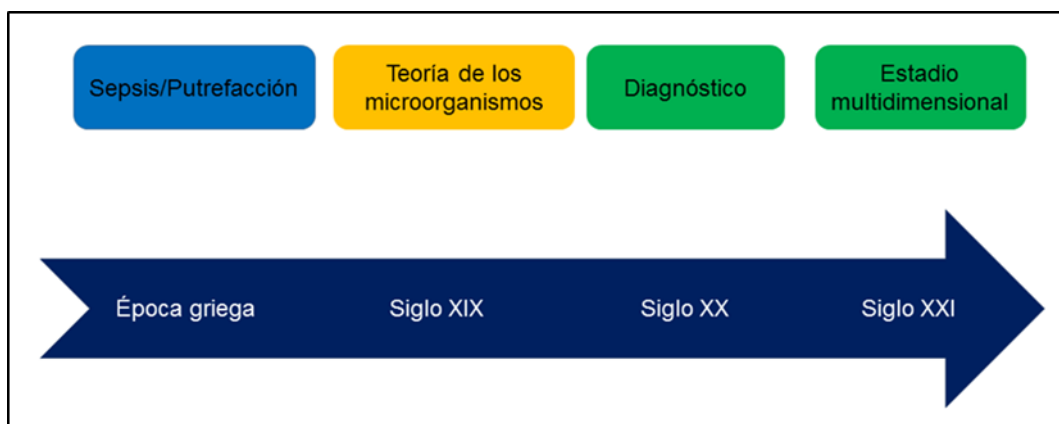 Sepsis/Putrefacción
Teoría de los
microorganismos
Diagnóstico
Estadio
multidimensional
Época griega
Siglo XIX
Siglo XX
Siglo XXI